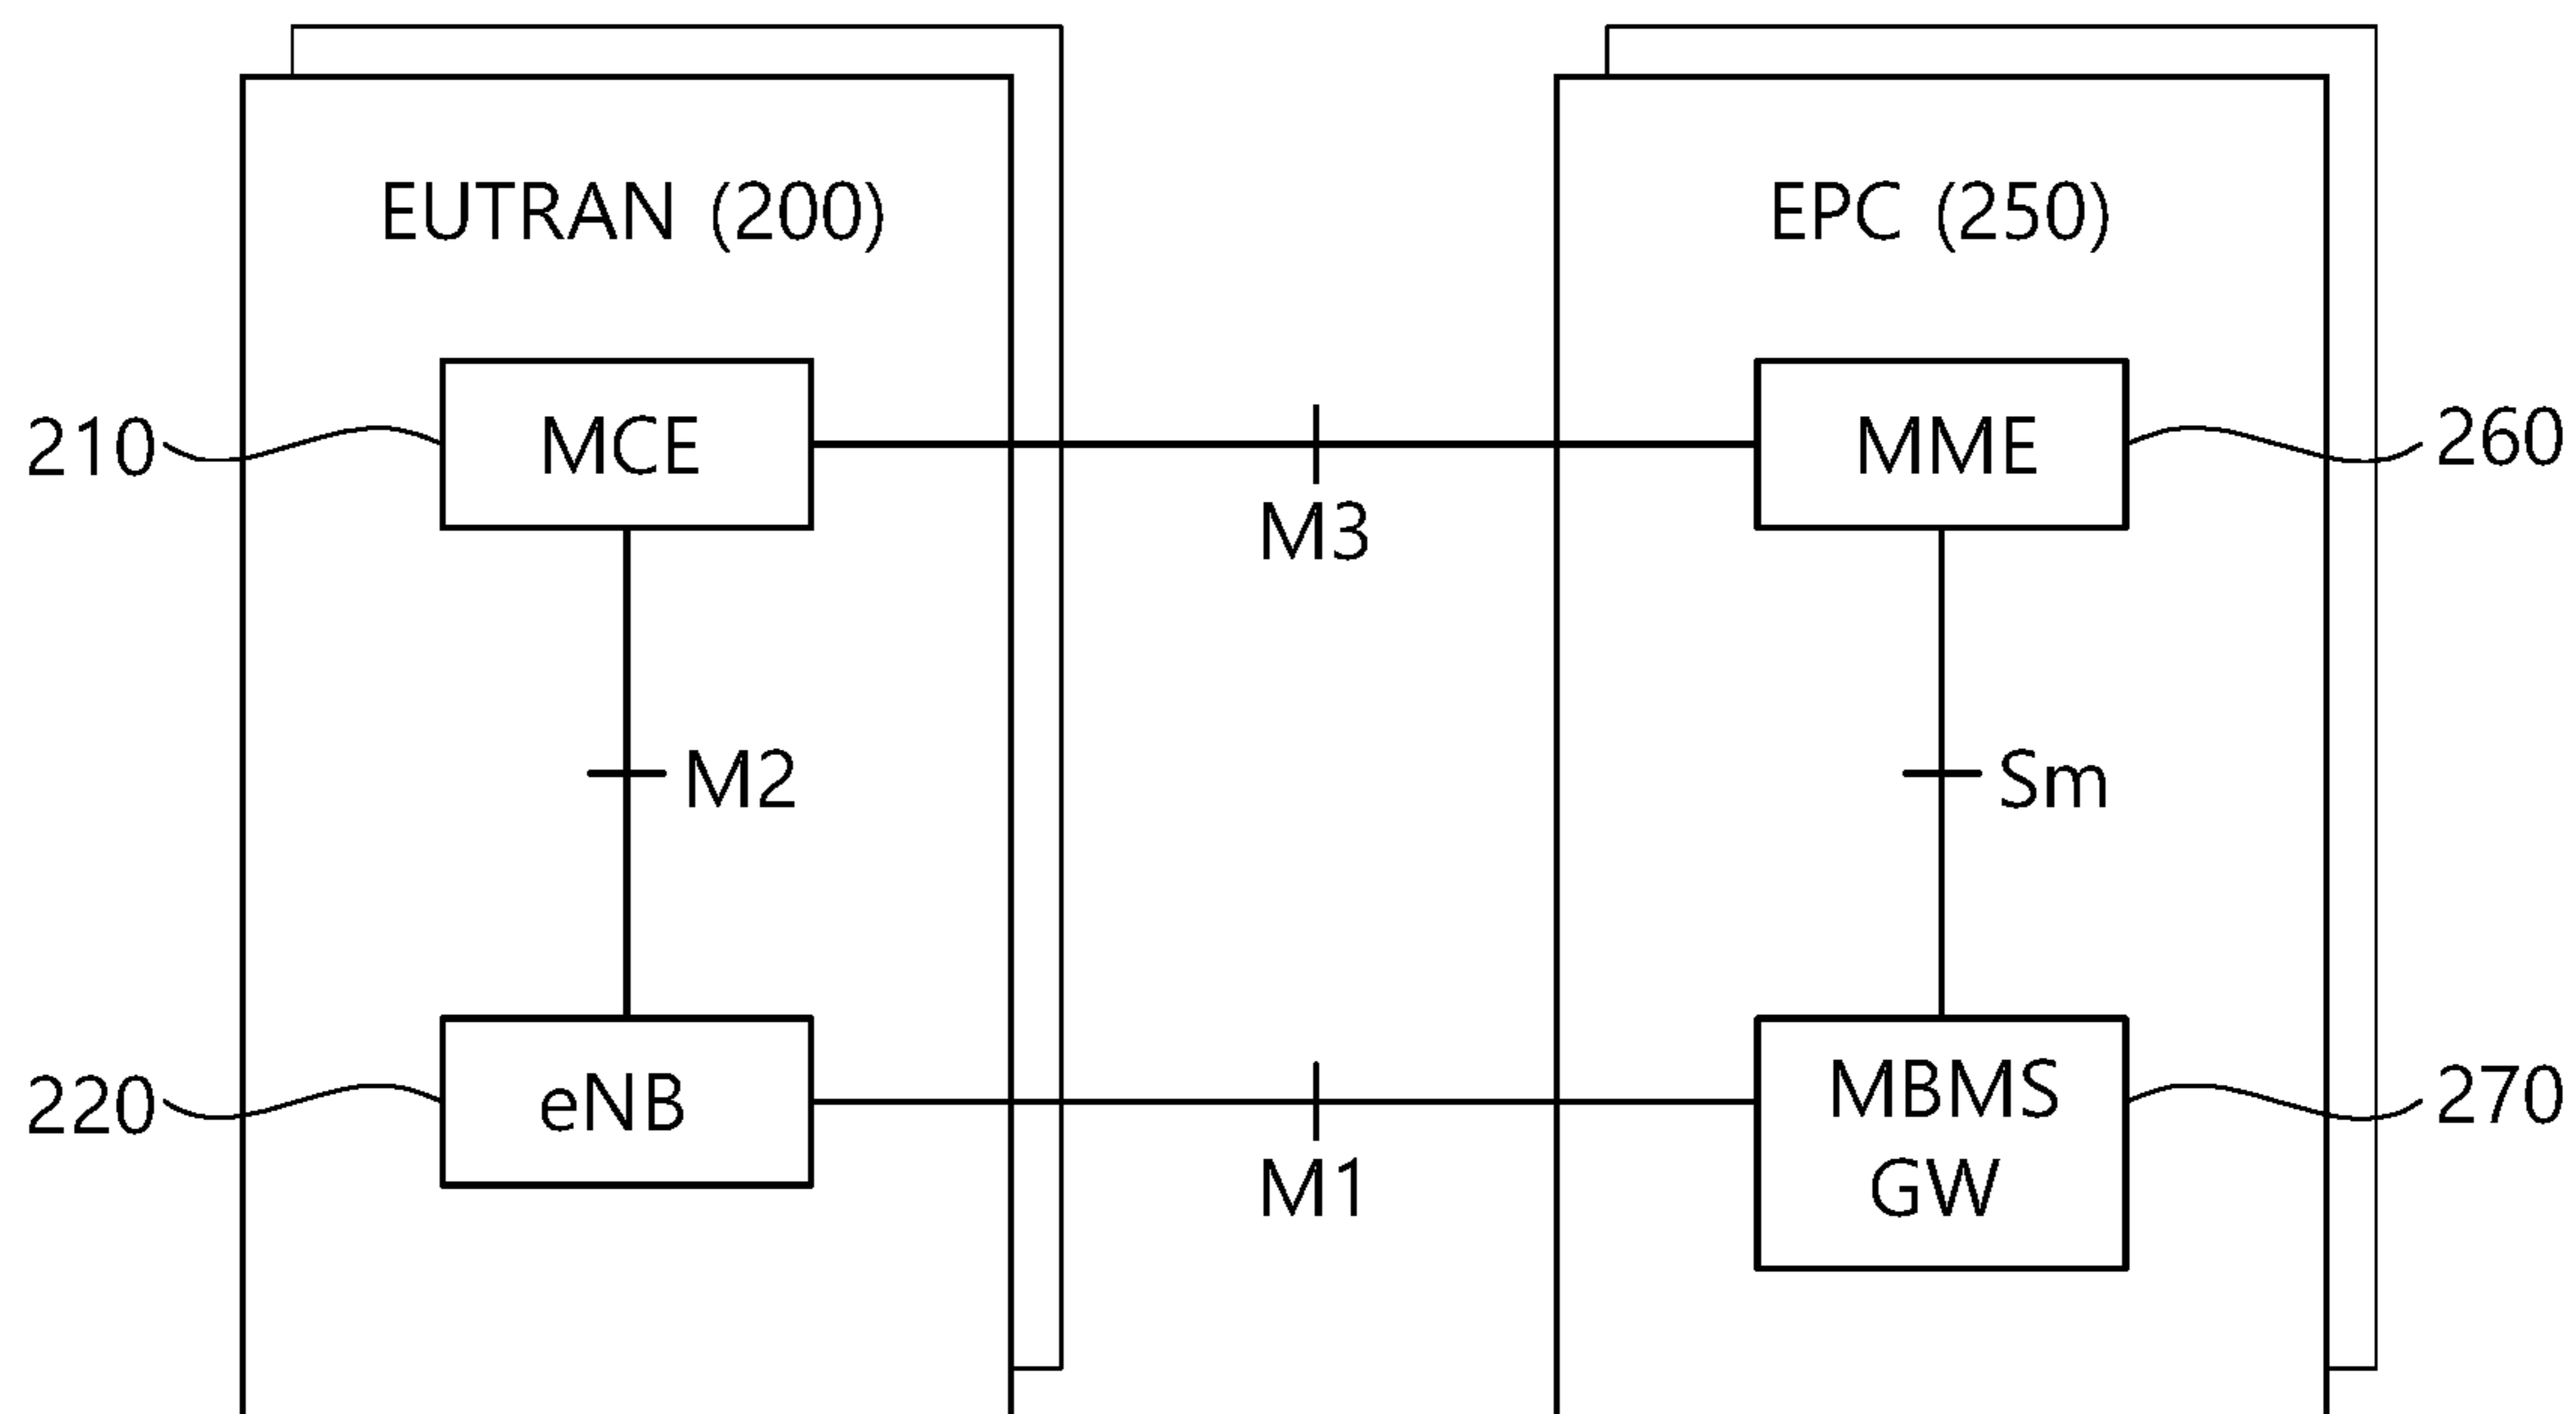 EUTRAN (200)
EPC (250)
210
MCE
MME
260
M3
M2
Sm
220
eNB
MBMS
GW
270
M1